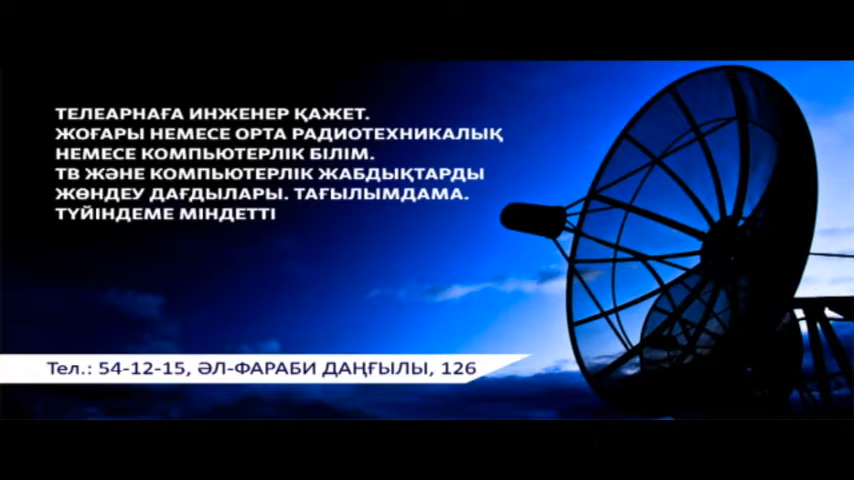 ТЕЛЕАРНАҒА ИНЖЕНЕР ҚАЖЕТ.
ЖОҒАРЫ НЕМЕСЕ ОРТА РАДИОТЕХНИКАЛЫҚ
НЕМЕСЕ КОМПЬЮТЕРЛІК БІЛІМ.
ТВ ЖӘНЕ КОМПЬЮТЕРЛІК ЖАБДЫҚТАРДЫ
ЖӨНДЕУ ДАҒДЫЛАРЫ. ТАҒЫЛЫМДАМА.
ТҮЙІНДЕМЕ МІНДЕТТІ
Тел.: 54-12-15, ӘЛ-ФАРАБИ ДАҢҒЫЛЫ, 126